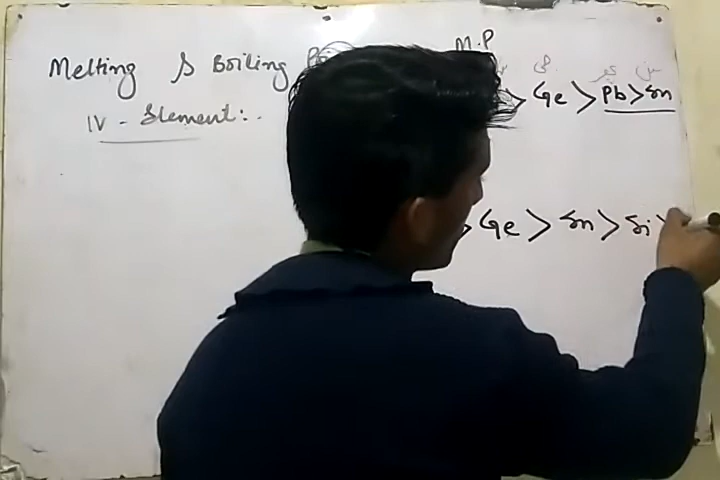 Melting & Boiling
M.P
> Ge > Pb > Sn
IV - Element :-
> Ge > Sn > Si >